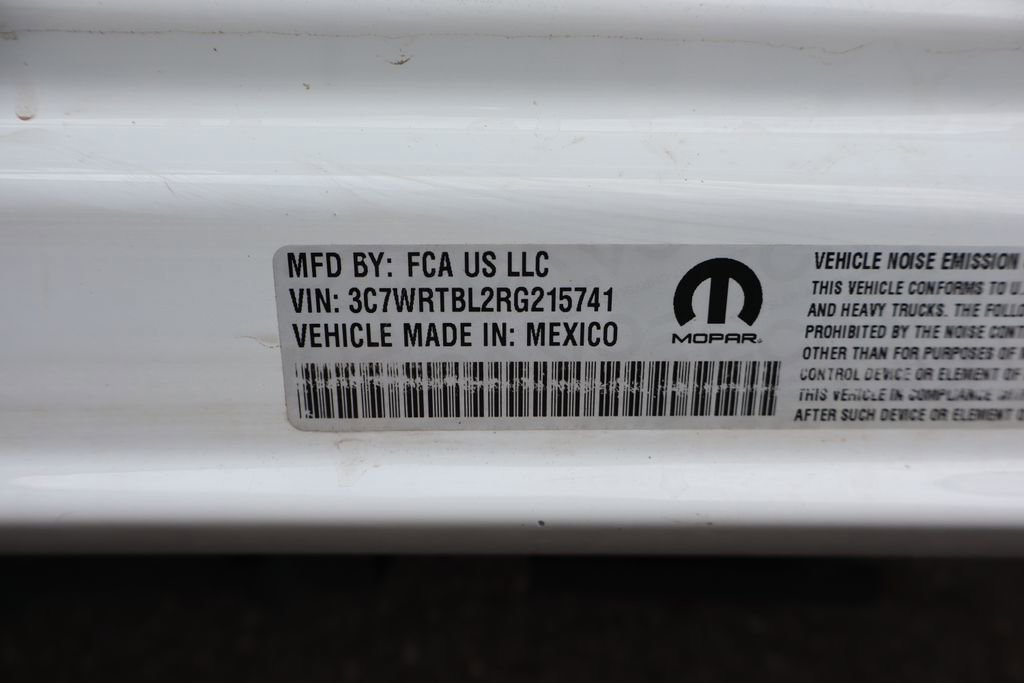 MFD BY: FCA US LLC
VIN: 3C7WRTBL2RG215741
VEHICLE MADE IN: MEXICO
MOPAR
VEHICLE NOISE EMISSION
THIS VEHICLE CONFORMS TO U.
AND HEAVY TRUCKS. THE FOLLO
PROHIBITED BY THE NOISE CONT
OTHER THAN FOR PURPOSES OF
CONTROL DEVICE OR ELEMENT OF
THIS VEHICLE IN COMPLIANCE
AFTER SUCH DEVICE OR ELEMENT